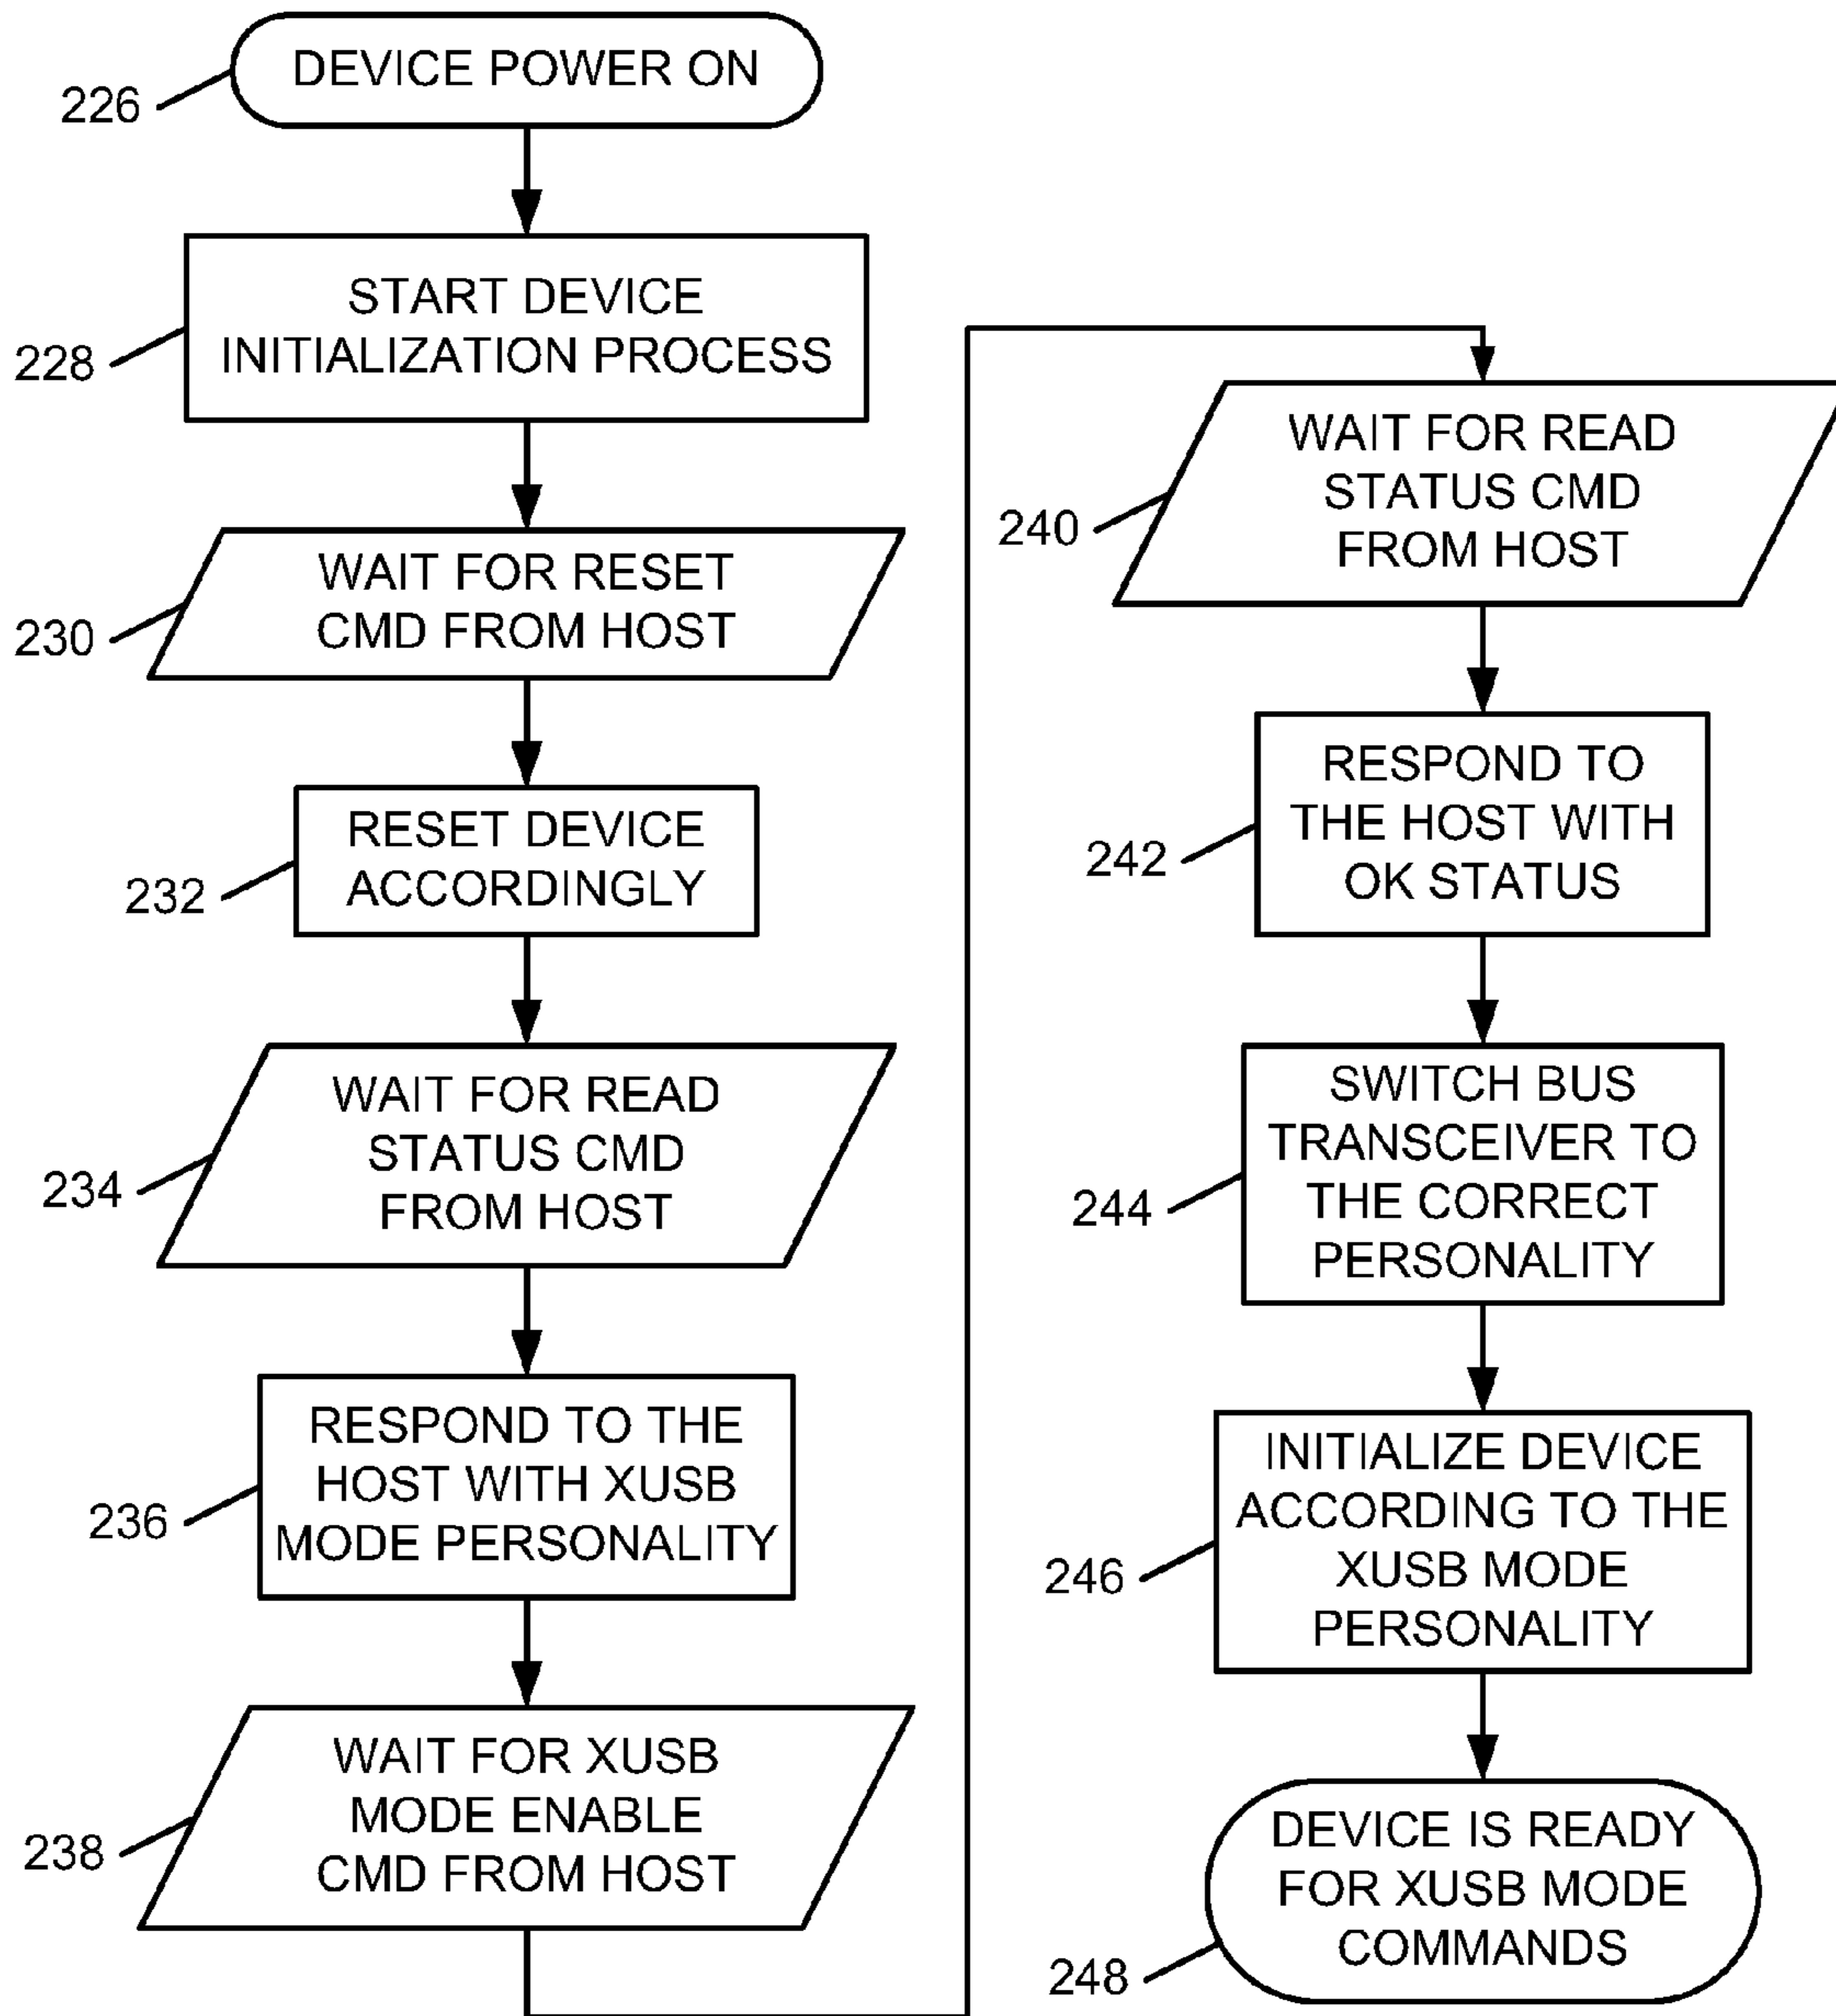 DEVICE POWER ON
226
START DEVICE
INITIALIZATION PROCESS
228
WAIT FOR RESET
CMD FROM HOST
230
RESET DEVICE
ACCORDINGLY
232
WAIT FOR READ
STATUS CMD
FROM HOST
234
RESPOND TO THE
HOST WITH XUSB
MODE PERSONALITY
236
WAIT FOR XUSB
MODE ENABLE
CMD FROM HOST
238
WAIT FOR READ
STATUS CMD
FROM HOST
240
RESPOND TO
THE HOST WITH
OK STATUS
242
SWITCH BUS
TRANSCEIVER TO
THE CORRECT
PERSONALITY
244
INITIALIZE DEVICE
ACCORDING TO THE
XUSB MODE
PERSONALITY
246
DEVICE IS READY
FOR XUSB MODE
COMMANDS
248